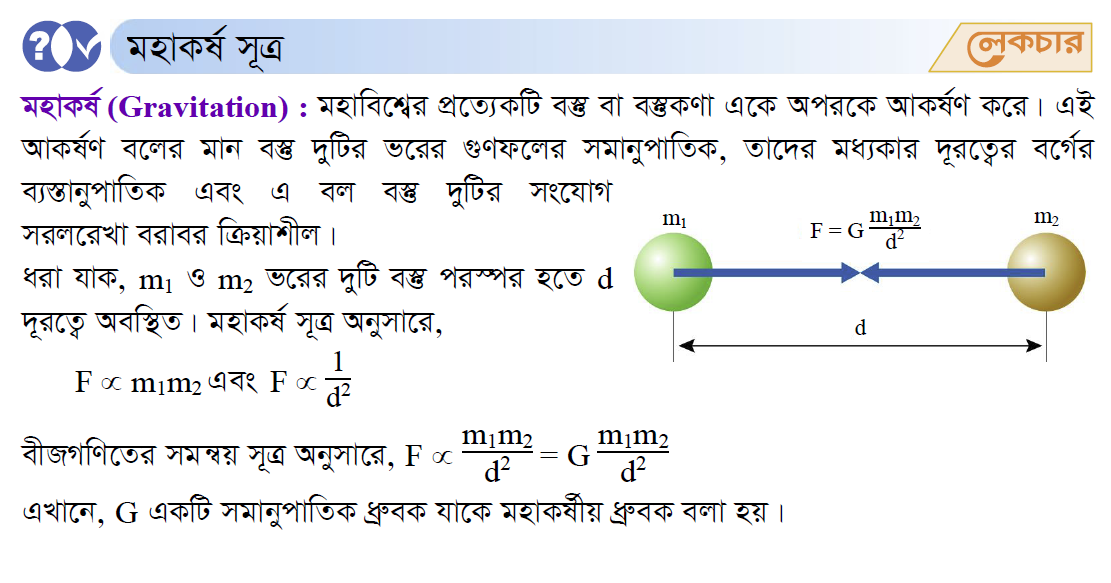 মহাকর্ষ সূত্র
লেকচার
মহাকর্ষ (Gravitation) : মহাবিশ্বের প্রত্যেকটি বস্তু বা বস্তুকণা একে অপরকে আকর্ষণ করে। এই
আকর্ষণ বলের মান বস্তু দুটির ভরের গুণফলের সমানুপাতিক, তাদের মধ্যকার দূরত্বের বর্গের
ব্যস্তানুপাতিক এবং এ বল বস্তু দুটির সংযোগ
সরলরেখা বরাবর ক্রিয়াশীল।
ধরা যাক, m₁ ও m₂ ভরের দুটি বস্তু পরস্পর হতে d
দূরত্বে অবস্থিত। মহাকর্ষ সূত্র অনুসারে,
F ∝ m₁m₂ এবং F ∝ 1/d²
বীজগণিতের সমন্বয় সূত্র অনুসারে, F ∝ m₁m₂/d² = G m₁m₂/d²
এখানে, G একটি সমানুপাতিক ধ্রুবক যাকে মহাকর্ষীয় ধ্রুবক বলা হয়।
m₁
m₂
F = G m₁m₂/d²
d